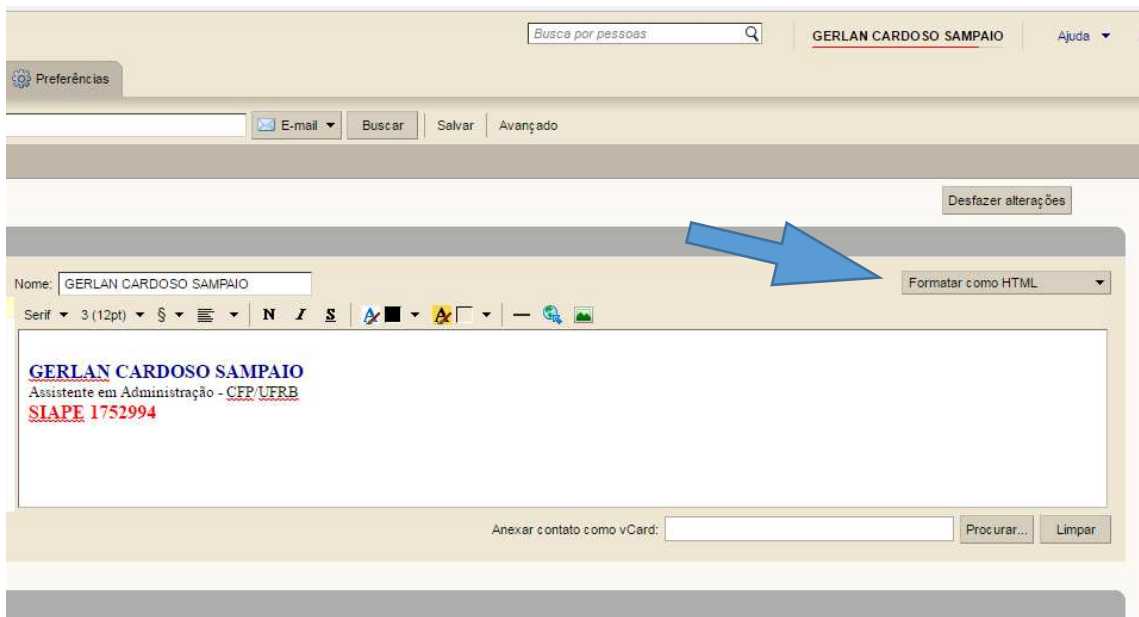 Busca por pessoas
GERLAN CARDOSO SAMPAIO
Ajuda
Preferências
E-mail
Buscar
Salvar
Avançado
Desfazer alterações
Nome: GERLAN CARDOSO SAMPAIO
Formatar como HTML
Serif 3 (12pt) § N I S
GERLAN CARDOSO SAMPAIO
Assistente em Administração - CFP/UFRB
SIAPE 1752994
Anexar contato como vCard:
Procurar...
Limpar